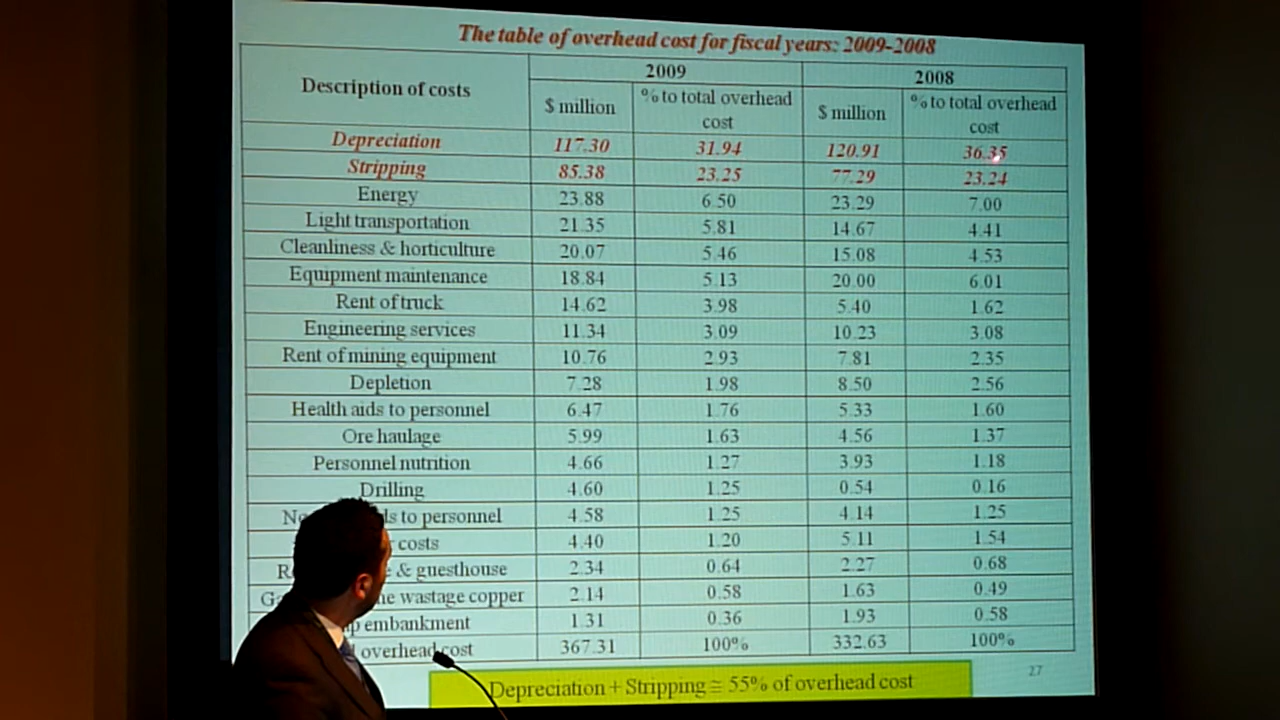 The table of overhead cost for fiscal years: 2009-2008
Description of costs 2009 2008
$ million % to total overhead cost $ million % to total overhead cost
Depreciation 117.30 31.94 120.91 36.35
Stripping 85.38 23.25 77.29 23.24
Energy 23.88 6.50 23.29 7.00
Light transportation 21.35 5.81 14.67 4.41
Cleanliness & horticulture 20.07 5.46 15.08 4.53
Equipment maintenance 18.84 5.13 20.00 6.01
Rent of truck 14.62 3.98 5.40 1.62
Engineering services 11.34 3.09 10.23 3.08
Rent of mining equipment 10.76 2.93 7.81 2.35
Depletion 7.28 1.98 8.50 2.56
Health aids to personnel 6.47 1.76 5.33 1.60
Ore haulage 5.99 1.63 4.56 1.37
Personnel nutrition 4.66 1.27 3.93 1.18
Drilling 4.60 1.25 0.54 0.16
to personnel 4.58 1.25 4.14 1.25
costs 4.40 1.20 5.11 1.54
& guesthouse 2.34 0.64 2.27 0.68
wastage copper 2.14 0.58 1.63 0.49
embankment 1.31 0.36 1.93 0.58
overhead cost 367.31 100% 332.63 100%
Depreciation + Stripping ≅ 55% of overhead cost
27